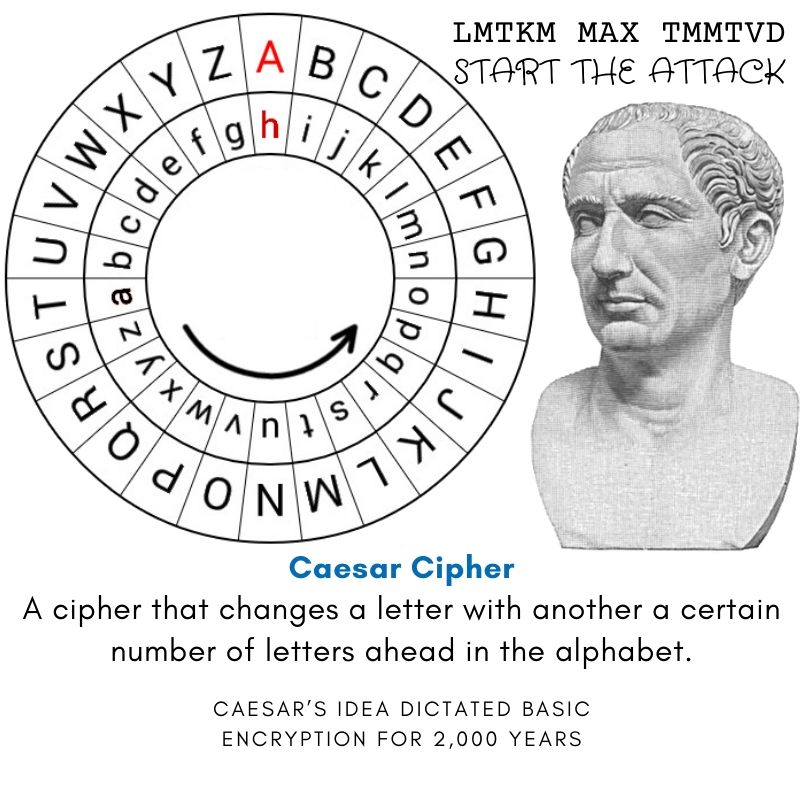 LMTKM MAX TMMTVD
START THE ATTACK
A B C D E F G H I J K L M N O P Q R S T U V W X Y Z
h i j k l m n o p q r s t u v w x y z a b c d e f g
Caesar Cipher
A cipher that changes a letter with another a certain
number of letters ahead in the alphabet.
CAESAR’S IDEA DICTATED BASIC
ENCRYPTION FOR 2,000 YEARS